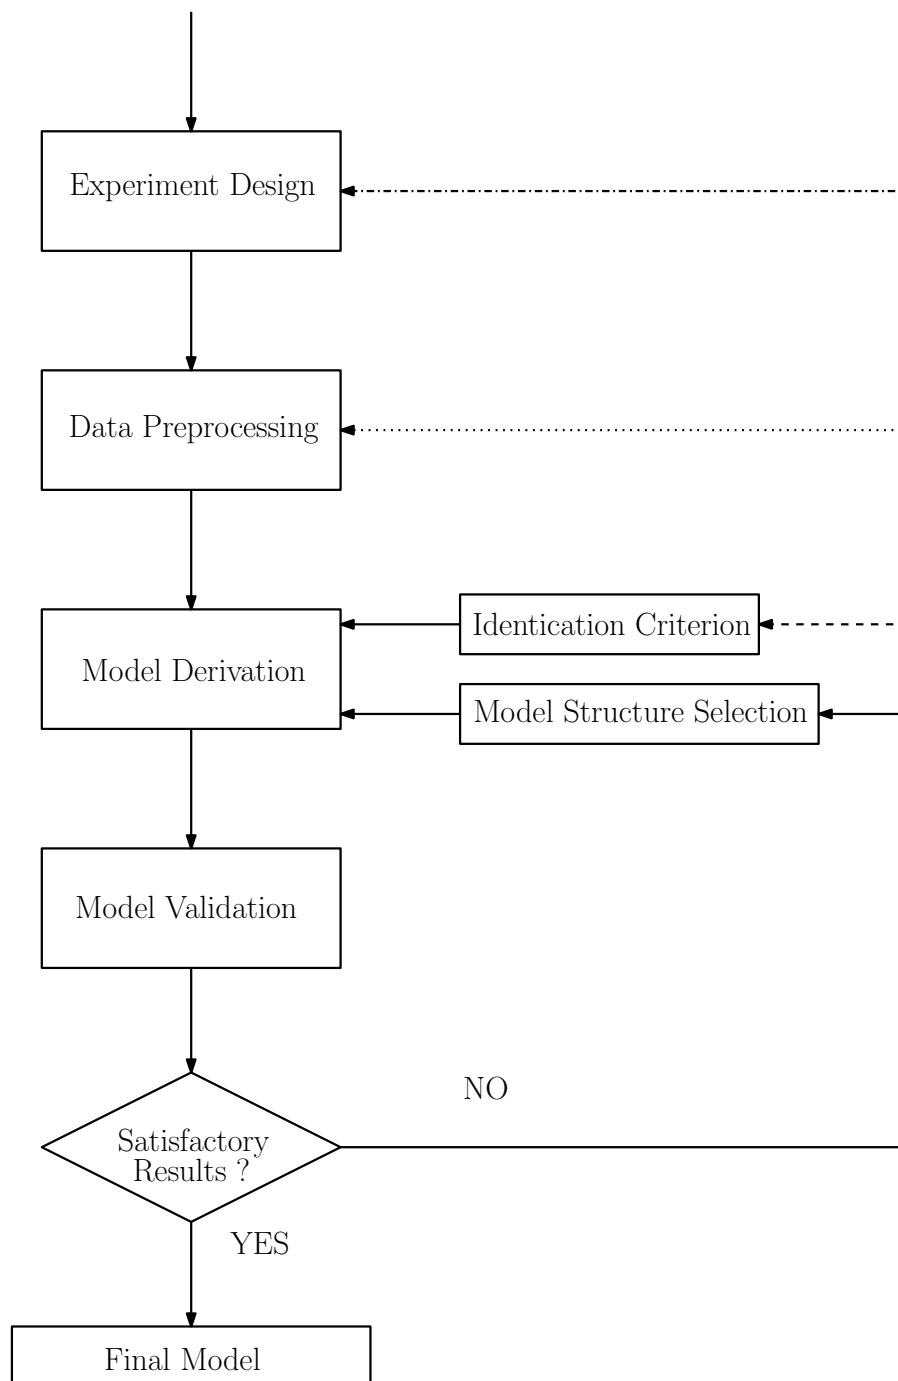 Experiment Design
Data Preprocessing
Identication Criterion
Model Derivation
Model Structure Selection
Model Validation
NO
Satisfactory
Results ?
YES
Final Model